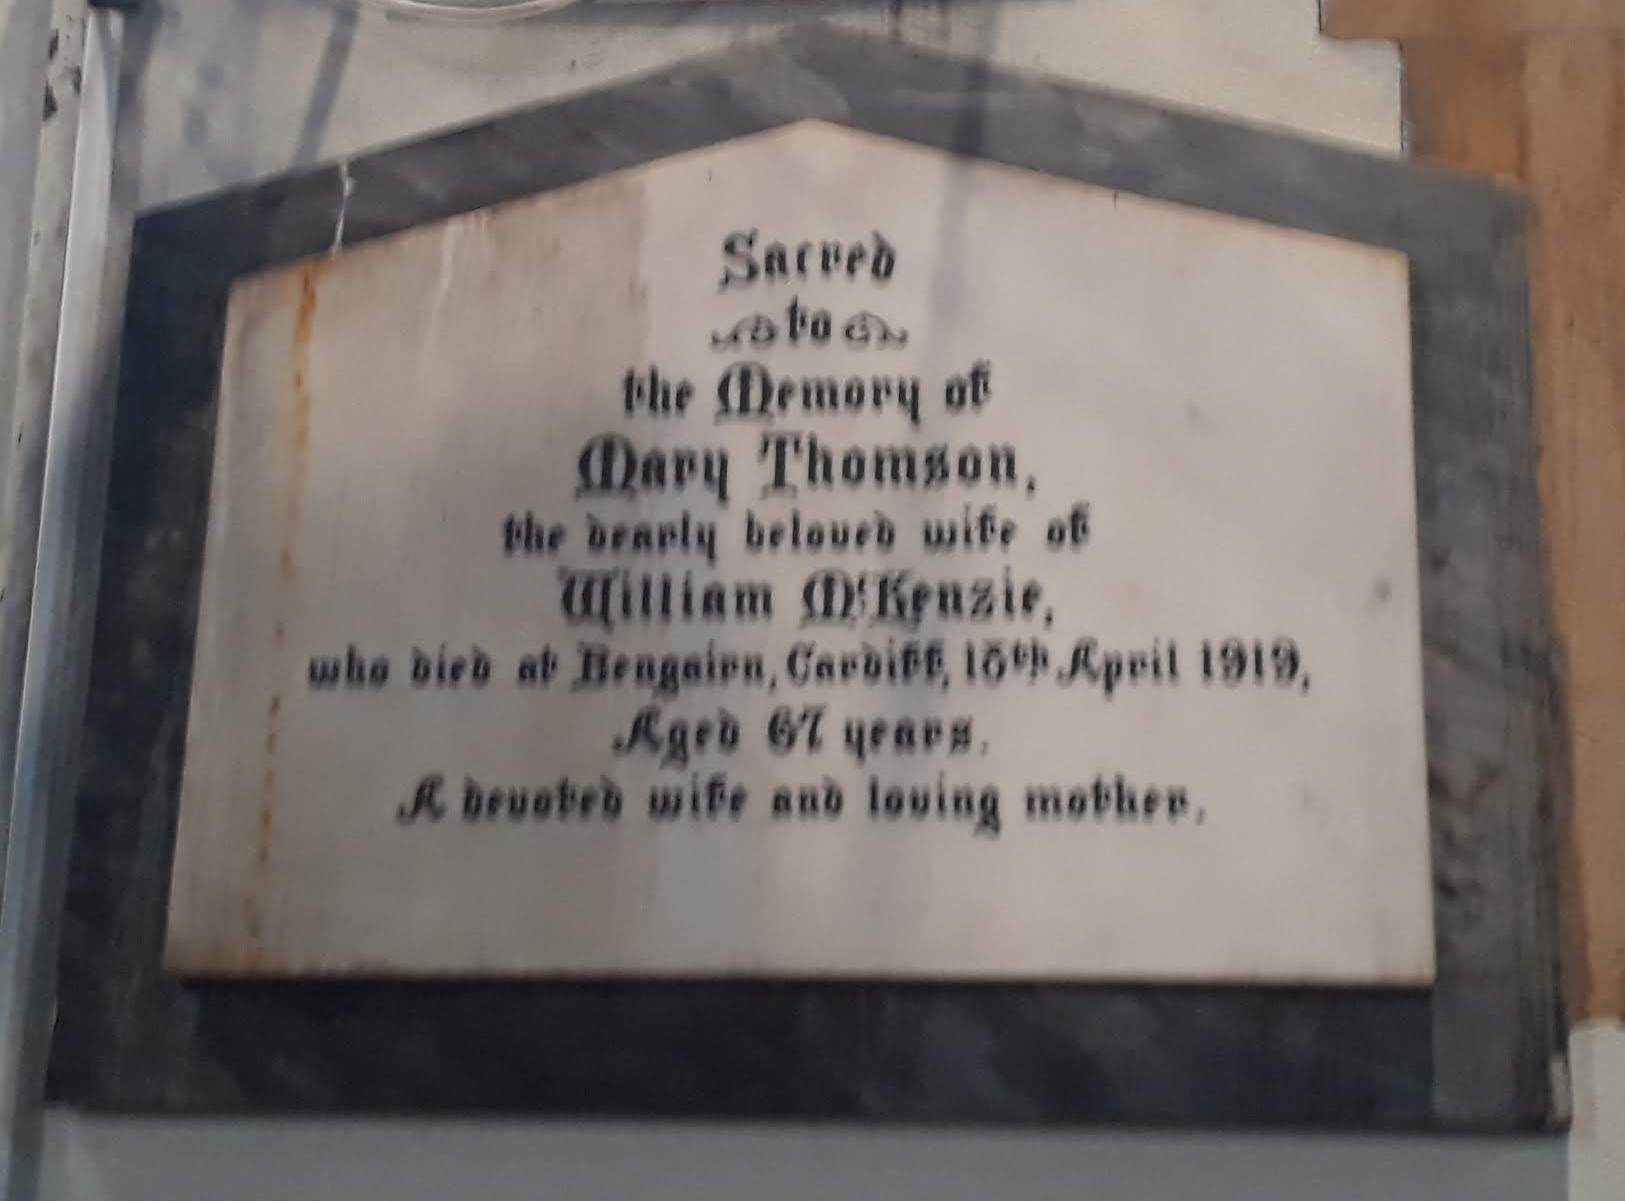 Sacred
to
the Memory of
Mary Thomson,
the dearly beloved wife of
William McKenzie,
who died at Bengairn, Cardiff, 15th April 1919,
Aged 67 years.
A devoted wife and loving mother.